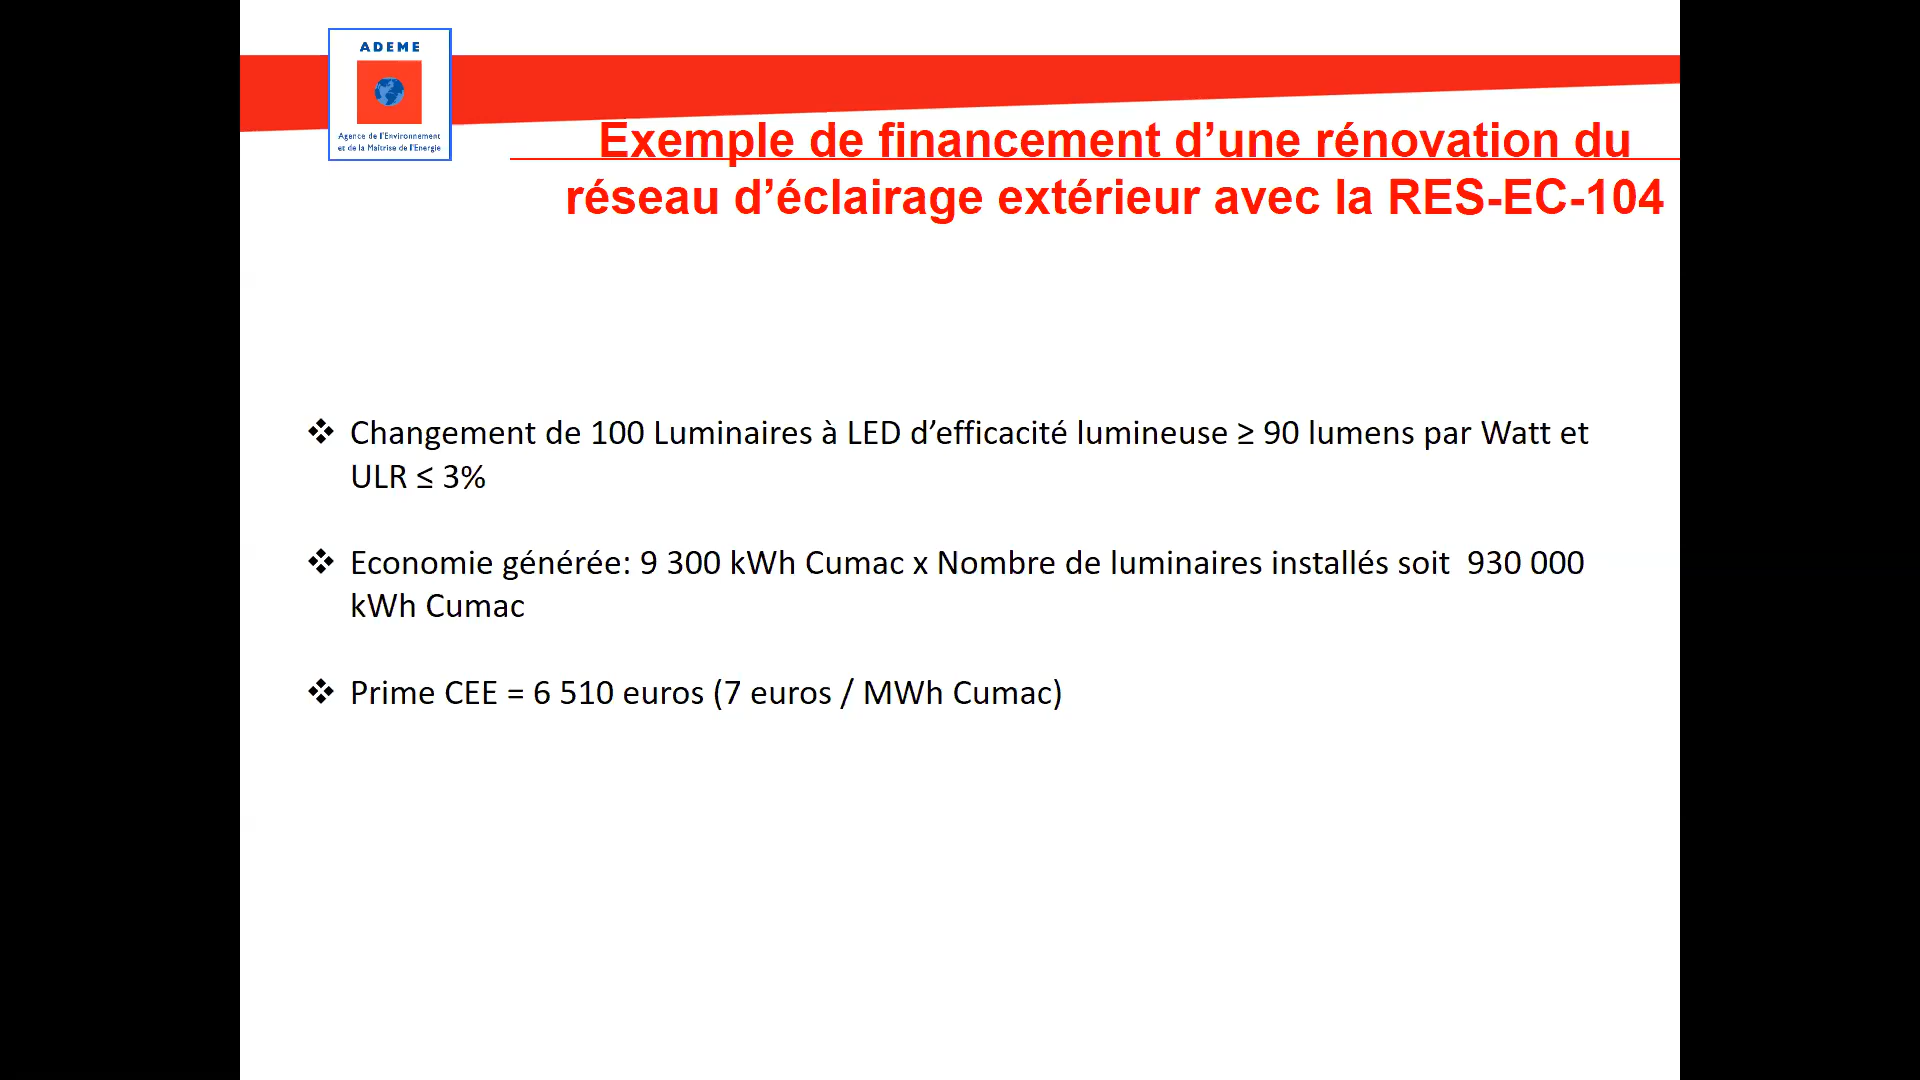 ADEME
Agence de l'Environnement
et de la Maîtrise de l'Energie
Exemple de financement d’une rénovation du
réseau d’éclairage extérieur avec la RES-EC-104
❖ Changement de 100 Luminaires à LED d’efficacité lumineuse ≥ 90 lumens par Watt et
ULR ≤ 3%
❖ Economie générée: 9 300 kWh Cumac x Nombre de luminaires installés soit 930 000
kWh Cumac
❖ Prime CEE = 6 510 euros (7 euros / MWh Cumac)